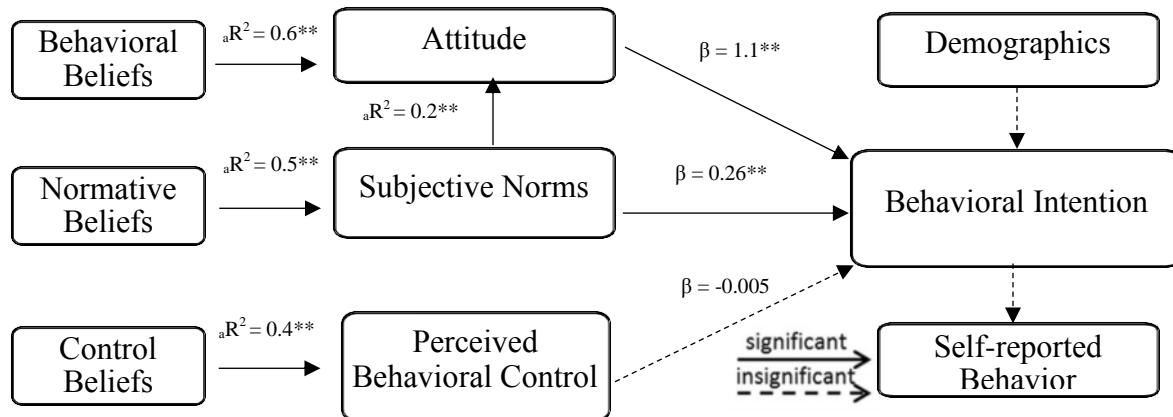 Behavioral
Beliefs
aR² = 0.6**
Attitude
β = 1.1**
Demographics
aR² = 0.2**
Normative
Beliefs
aR² = 0.5**
Subjective Norms
β = 0.26**
Behavioral Intention
Control
Beliefs
aR² = 0.4**
Perceived
Behavioral Control
β = -0.005
significant
insignificant
Self-reported
Behavior